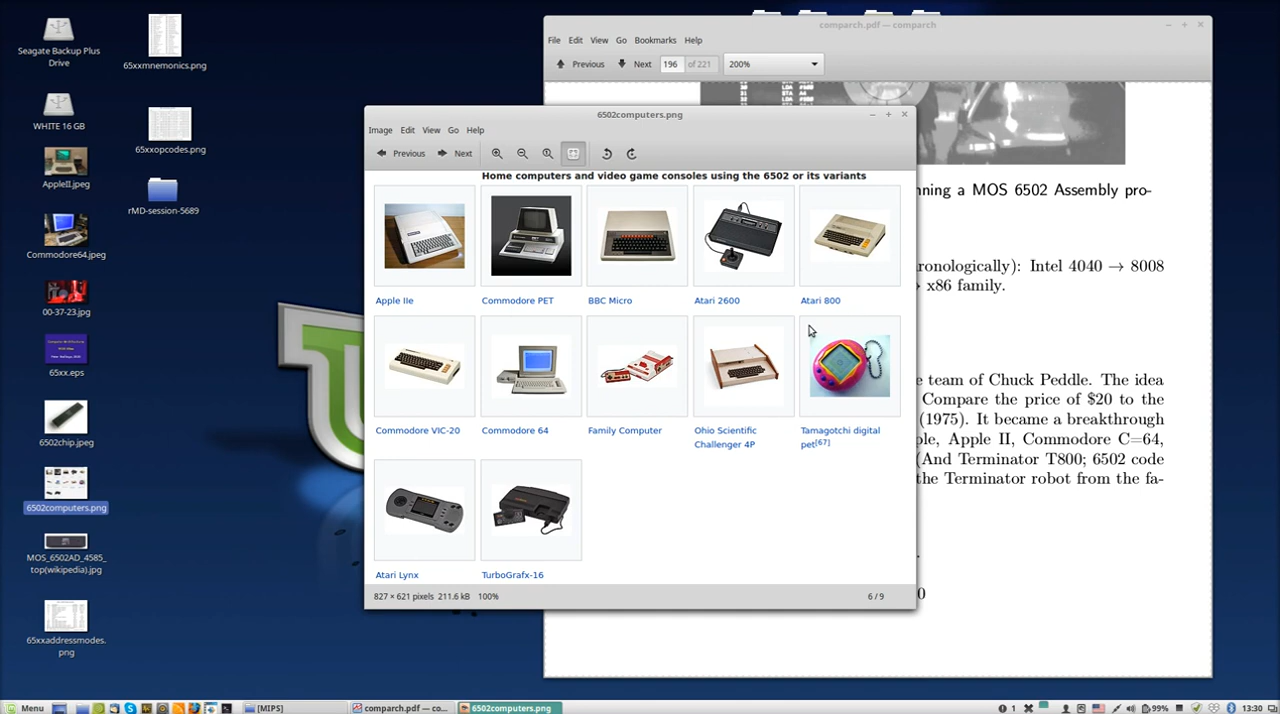 Seagate Backup Plus
Drive
65xxmnemonics.png
WHITE 16 GB
65xxopcodes.png
AppleII.jpeg
rMD-session-5689
Commodore64.jpeg
00-37-23.jpg
65xx.eps
6502chip.jpeg
6502computers.png
MOS_6502AD_4585_
top(wikipedia).jpg
65xxaddressmodes.
png
comparch.pdf — comparch
File Edit View Go Bookmarks Help
Previous Next 196 of 221 200%
nning a MOS 6502 Assembly pro-
ronologically): Intel 4040 → 8008
x86 family.
e team of Chuck Peddle. The idea
Compare the price of $20 to the
(1975). It became a breakthrough
ple, Apple II, Commodore C=64,
(And Terminator T800; 6502 code
the Terminator robot from the fa-
0
6502computers.png
Image Edit View Go Help
Previous Next
Home computers and video game consoles using the 6502 or its variants
Apple IIe Commodore PET BBC Micro Atari 2600 Atari 800
Commodore VIC-20 Commodore 64 Family Computer Ohio Scientific
Challenger 4P Tamagotchi digital
pet[67]
Atari Lynx TurboGrafx-16
827 × 621 pixels 211.6 kB 100% 6 / 9
Menu [MIPS] comparch.pdf — co... 6502computers.png 1 99% 13:30